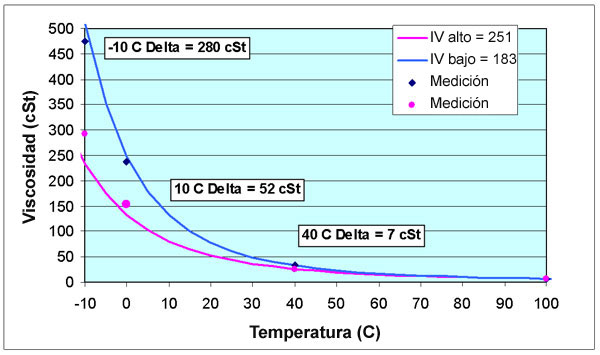 500
450
400
350
300
250
200
150
100
50
0
Viscosidad (cSt)
-10 C Delta = 280 cSt
10 C Delta = 52 cSt
40 C Delta = 7 cSt
IV alto = 251
IV bajo = 183
Medición
Medición
-10 0 10 20 30 40 50 60 70 80 90 100
Temperatura (C)